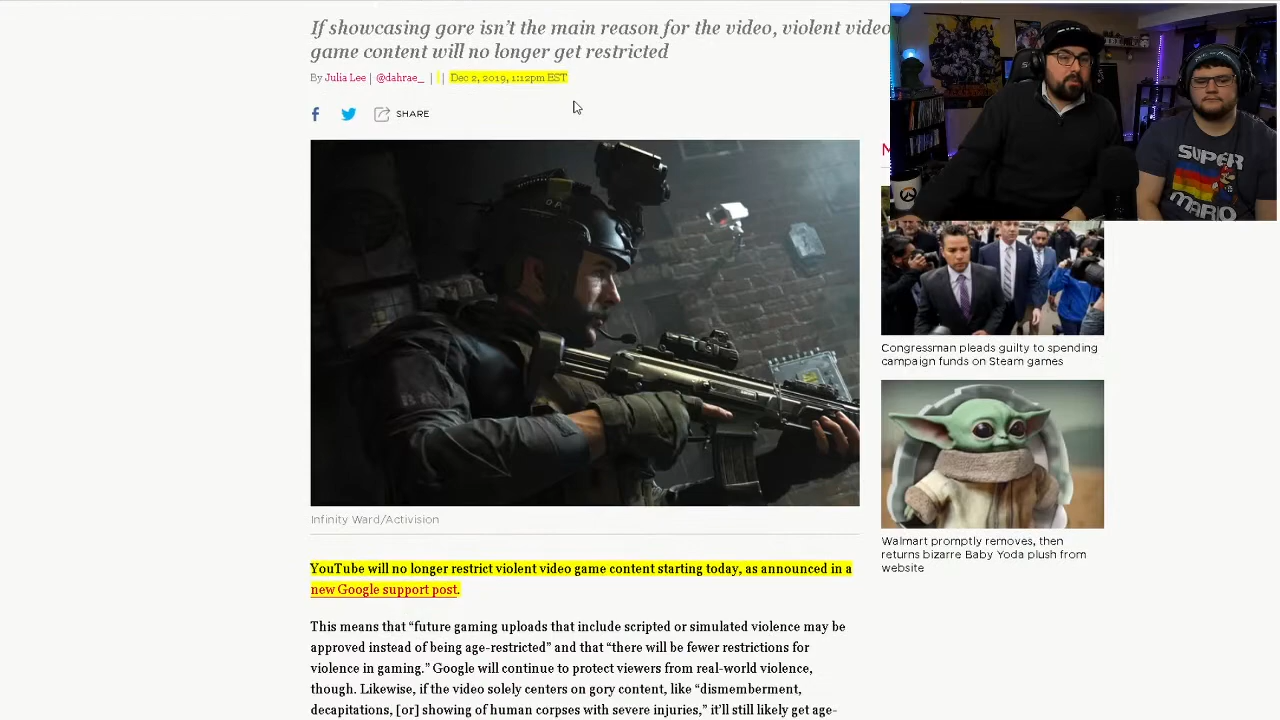 If showcasing gore isn't the main reason for the video, violent video
game content will no longer get restricted
By Julia Lee | @dahrae_ | | Dec 2, 2019, 1:12pm EST
SHARE
SUPER
MARIO
Infinity Ward/Activision
Congressman pleads guilty to spending
campaign funds on Steam games
Walmart promptly removes, then
returns bizarre Baby Yoda plush from
website
YouTube will no longer restrict violent video game content starting today, as announced in a
new Google support post.
This means that “future gaming uploads that include scripted or simulated violence may be
approved instead of being age-restricted” and that “there will be fewer restrictions for
violence in gaming.” Google will continue to protect viewers from real-world violence,
though. Likewise, if the video solely centers on gory content, like “dismemberment,
decapitations, [or] showing of human corpses with severe injuries,” it’ll still likely get age-